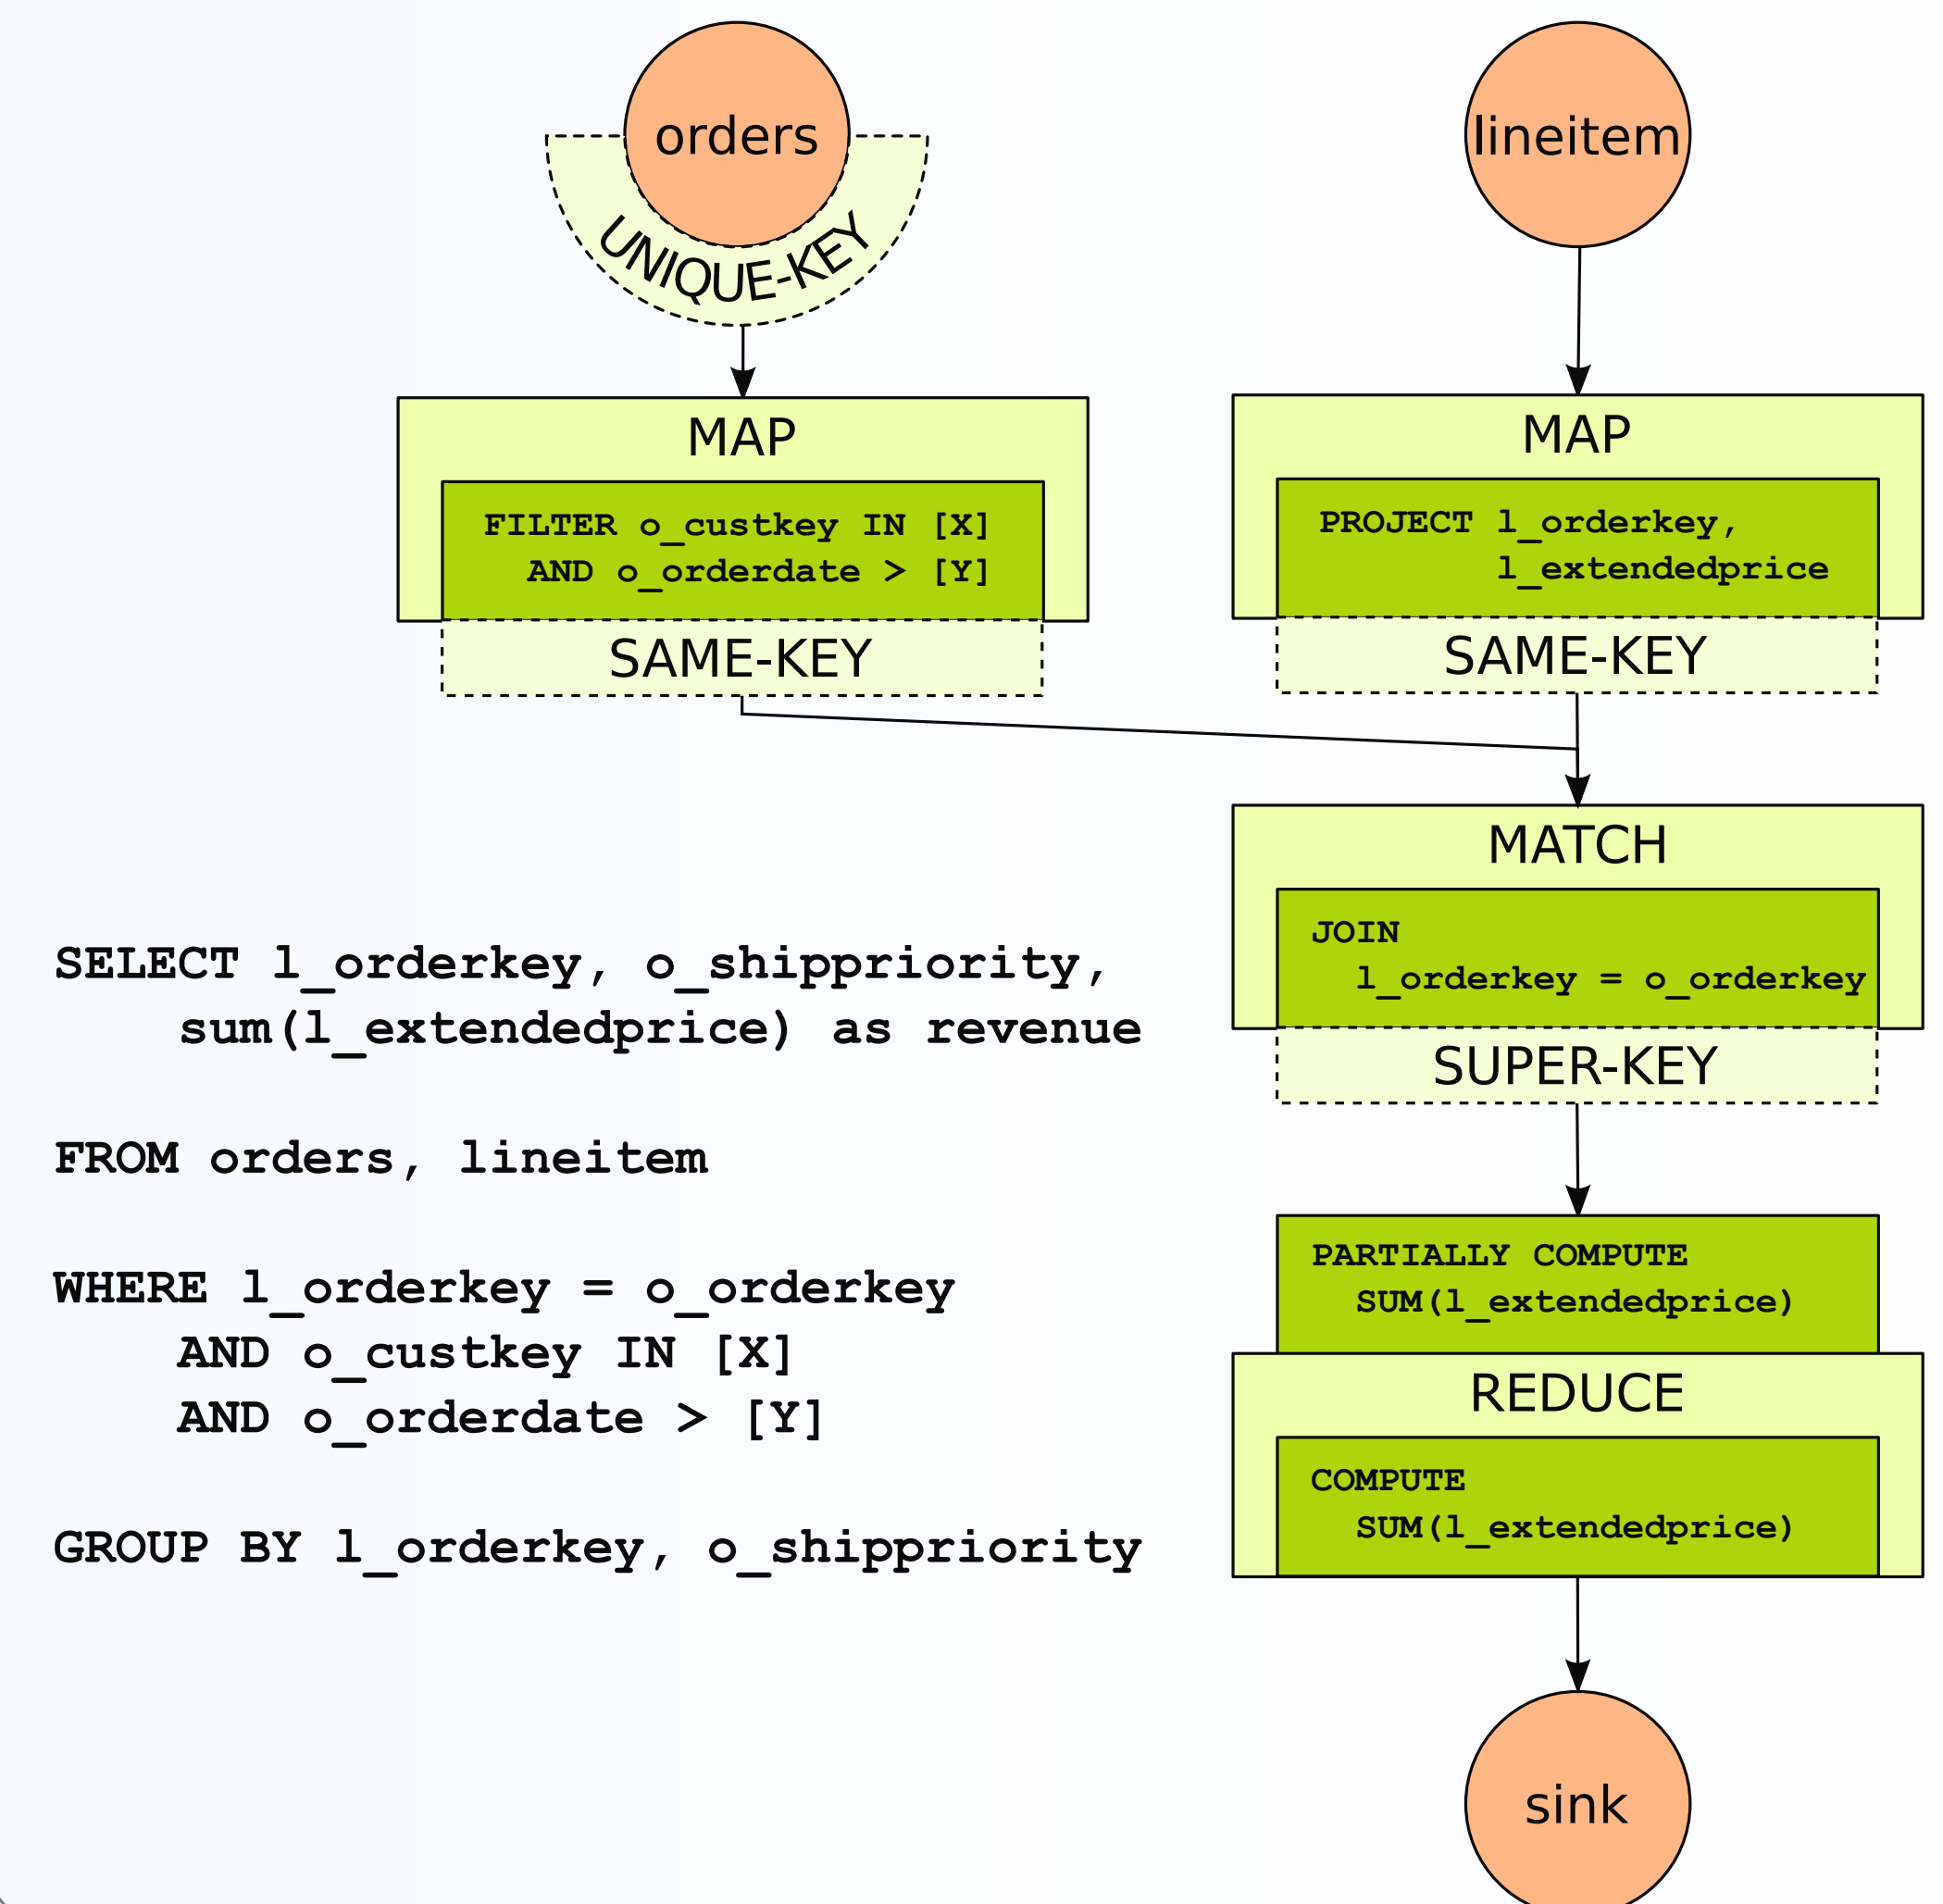 orders
UNIQUE-KEY
lineitem
MAP
FILTER o_custkey IN [X]
AND o_orderdate > [Y]
SAME-KEY
MAP
PROJECT l_orderkey,
l_extendedprice
SAME-KEY
MATCH
JOIN
l_orderkey = o_orderkey
SUPER-KEY
SELECT l_orderkey, o_shippriority,
sum(l_extendedprice) as revenue
FROM orders, lineitem
WHERE l_orderkey = o_orderkey
AND o_custkey IN [X]
AND o_orderdate > [Y]
GROUP BY l_orderkey, o_shippriority
PARTIALLY COMPUTE
SUM(l_extendedprice)
REDUCE
COMPUTE
SUM(l_extendedprice)
sink